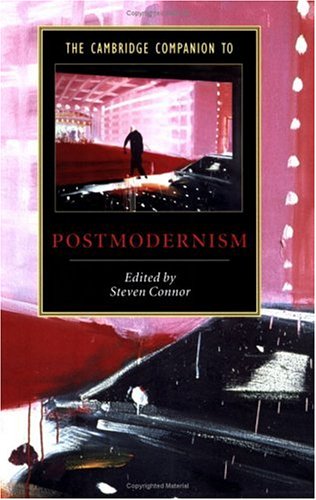 THE CAMBRIDGE COMPANION TO
POSTMODERNISM
Edited by
Steven Connor